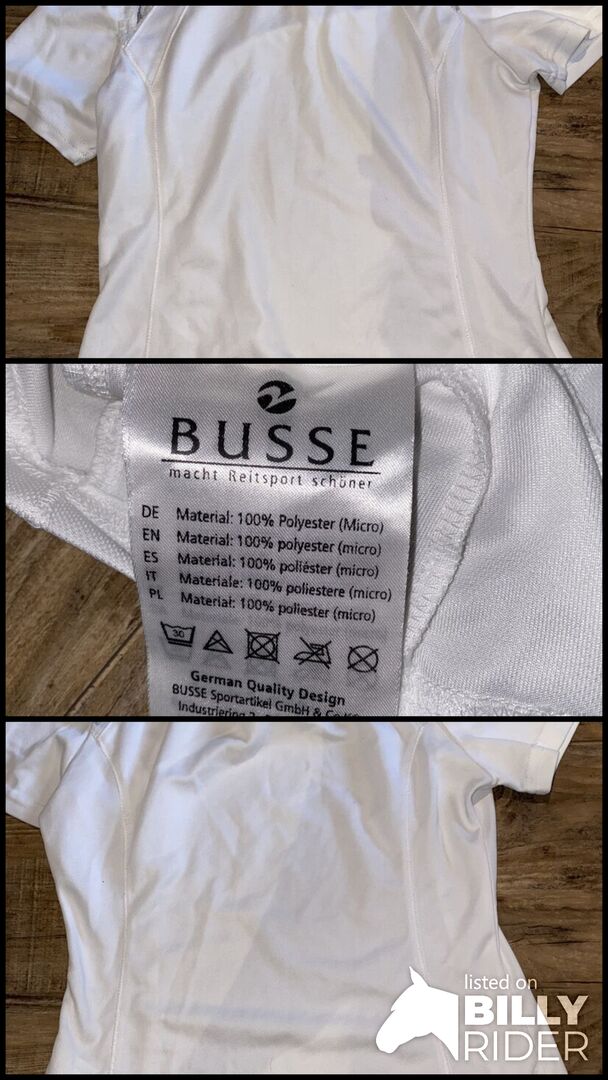 BUSSE
macht Reitsport schöner
DE Material: 100% Polyester (Micro)
EN Material: 100% polyester (micro)
ES Material: 100% poliéster (micro)
IT Materiale: 100% poliestere (micro)
PL Materiał: 100% poliester (micro)
30
German Quality Design
BUSSE Sportartikel GmbH & Co
Industriering
listed on
BILLY
RIDER